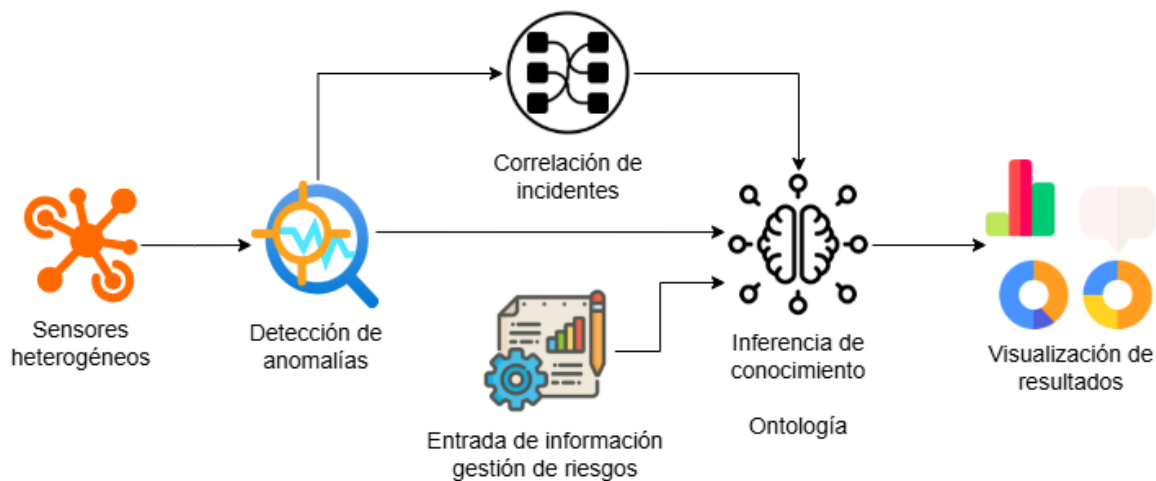 Correlación de
incidentes
Sensores
heterogéneos
Detección de
anomalías
Entrada de información
gestión de riesgos
Inferencia de
conocimiento
Ontología
Visualización de
resultados